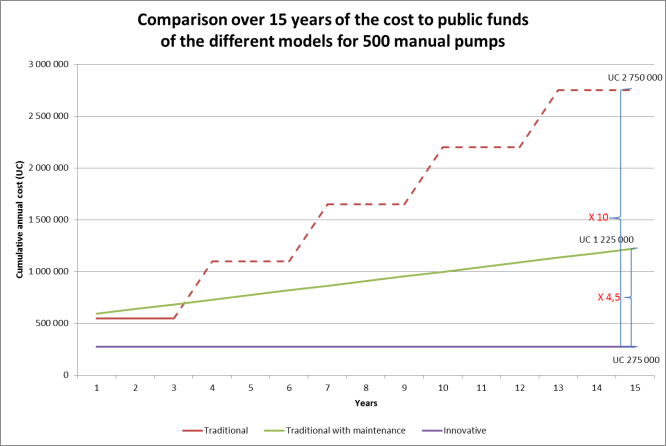 Comparison over 15 years of the cost to public funds
of the different models for 500 manual pumps
3 000 000
UC 2 750 000
2 500 000
2 000 000
X 10
1 500 000
UC 1 225 000
1 000 000
X 4,5
500 000
UC 275 000
0
Cumulative annual cost (UC)
1 2 3 4 5 6 7 8 9 10 11 12 13 14 15
Years
Traditional Traditional with maintenance Innovative